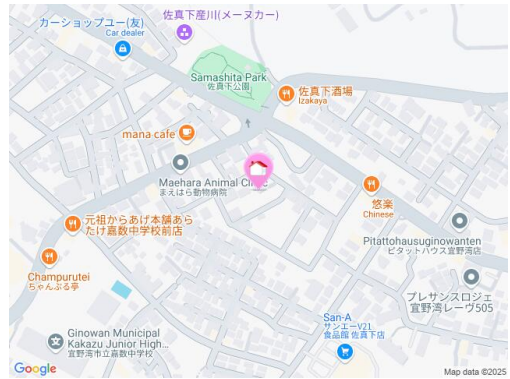 カーショップユー(友)
Car dealer
佐真下産川(メーヌカー)
Samashita Park
佐真下公園
佐真下酒場
Izakaya
mana cafe
Maehara Animal Clinic
まえはら動物病院
悠楽
Chinese
元祖からあげ本舗あら
たけ嘉数中学校前店
Pitattohausuginowanten
ピタットハウス宜野湾店
Champurutei
ちゃんぷる亭
プレサンスロジェ
宜野湾レーヴ505
San-A
サンエーV21
食品館 佐真下店
Ginowan Municipal
Kakazu Junior High...
宜野湾市立嘉数中学校
Google
Map data ©2025